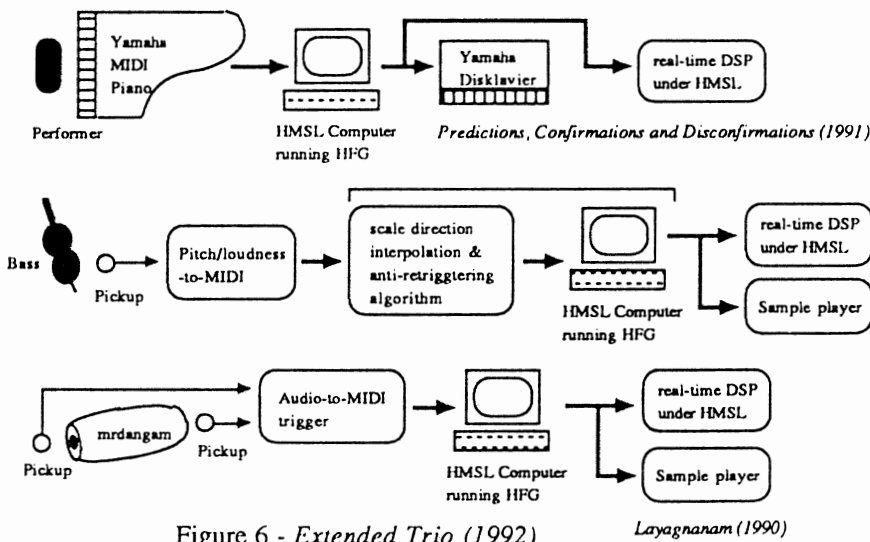 Yamaha
MIDI
Piano
Performer
HMSL Computer
running HFG
Yamaha
Disklavier
real-time DSP
under HMSL
Predictions, Confirmations and Disconfirmations (1991)
Bass
Pickup
Pitch/loudness
-to-MIDI
scale direction
interpolation &
anti-retriggtering
algorithm
HMSL Computer
running HFG
real-time DSP
under HMSL
Sample player
Pickup
mrdangam
Pickup
Audio-to-MIDI
trigger
HMSL Computer
running HFG
real-time DSP
under HMSL
Sample player
Layagnanam (1990)
Figure 6 - Extended Trio (1992)